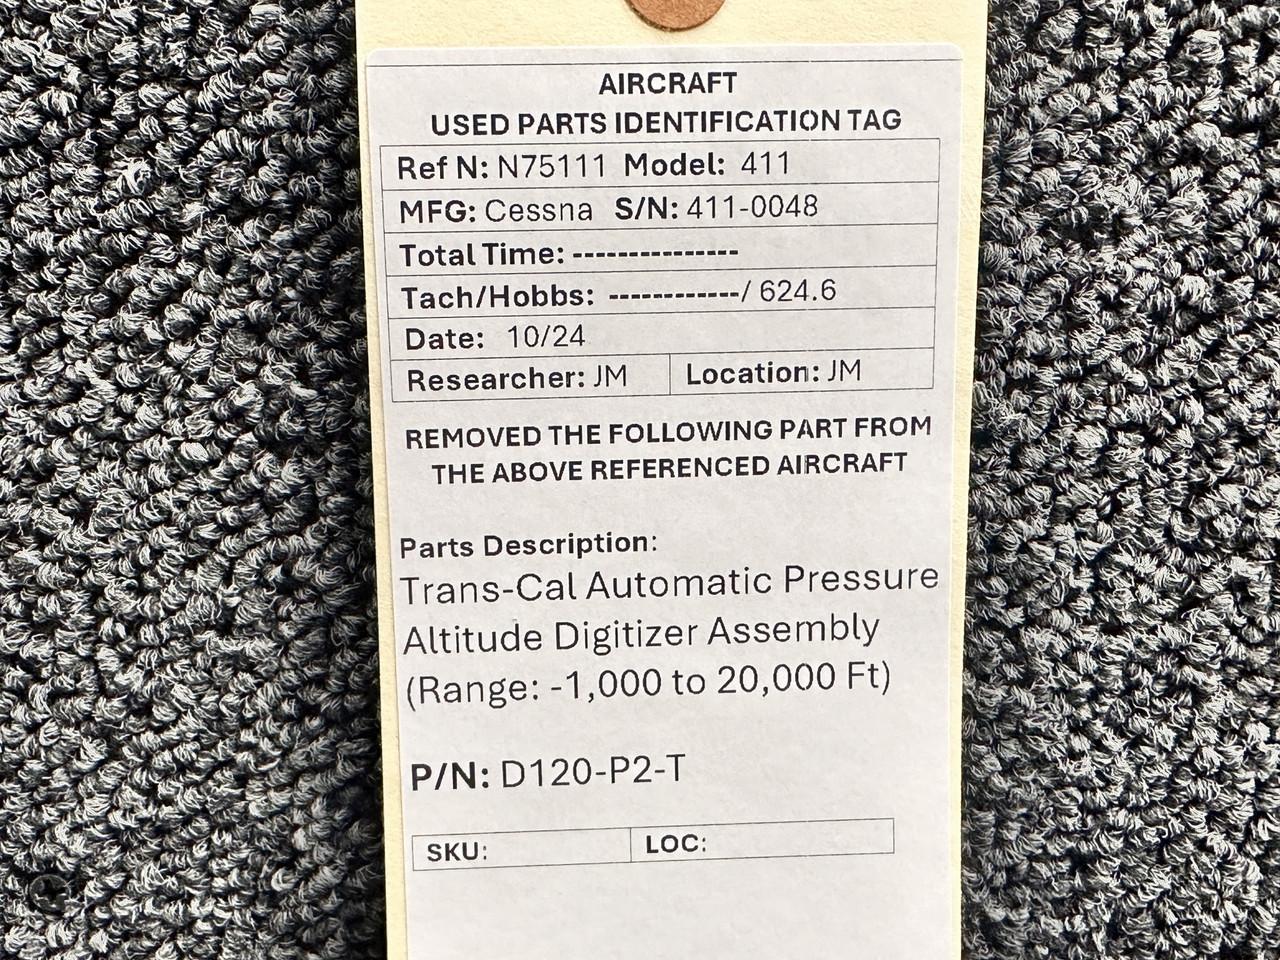 AIRCRAFT
USED PARTS IDENTIFICATION TAG
Ref N: N75111 Model: 411
MFG: Cessna S/N: 411-0048
Total Time: ---------------
Tach/Hobbs: ------------/ 624.6
Date: 10/24
Researcher: JM Location: JM
REMOVED THE FOLLOWING PART FROM
THE ABOVE REFERENCED AIRCRAFT
Parts Description:
Trans-Cal Automatic Pressure
Altitude Digitizer Assembly
(Range: -1,000 to 20,000 Ft)
P/N: D120-P2-T
SKU: LOC: